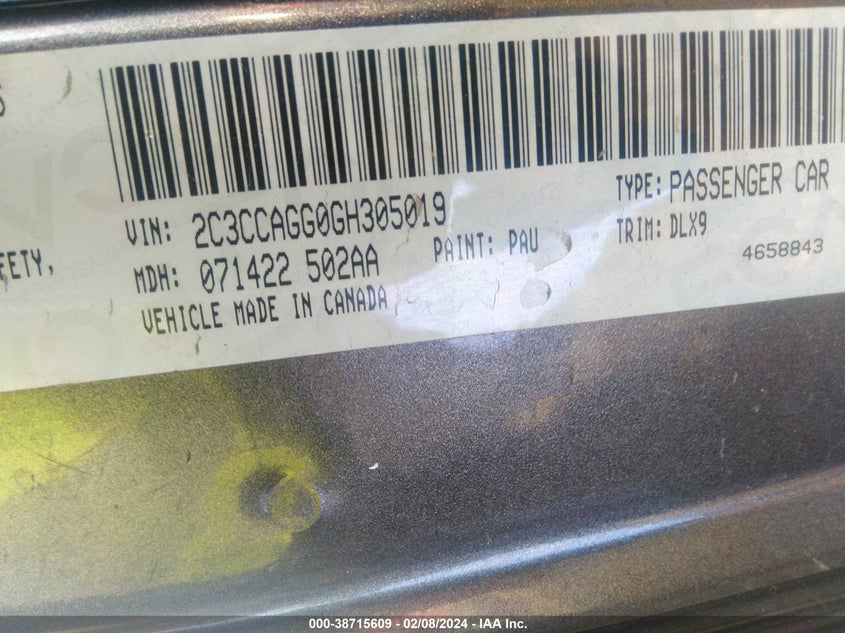 S
FETY,
VIN: 2C3CCAGG0GH305019
TYPE: PASSENGER CAR
MDH: 071422 502AA
PAINT: PAU
TRIM: DLX9
VEHICLE MADE IN CANADA
4658843
000-38715609 - 02/08/2024 - IAA Inc.